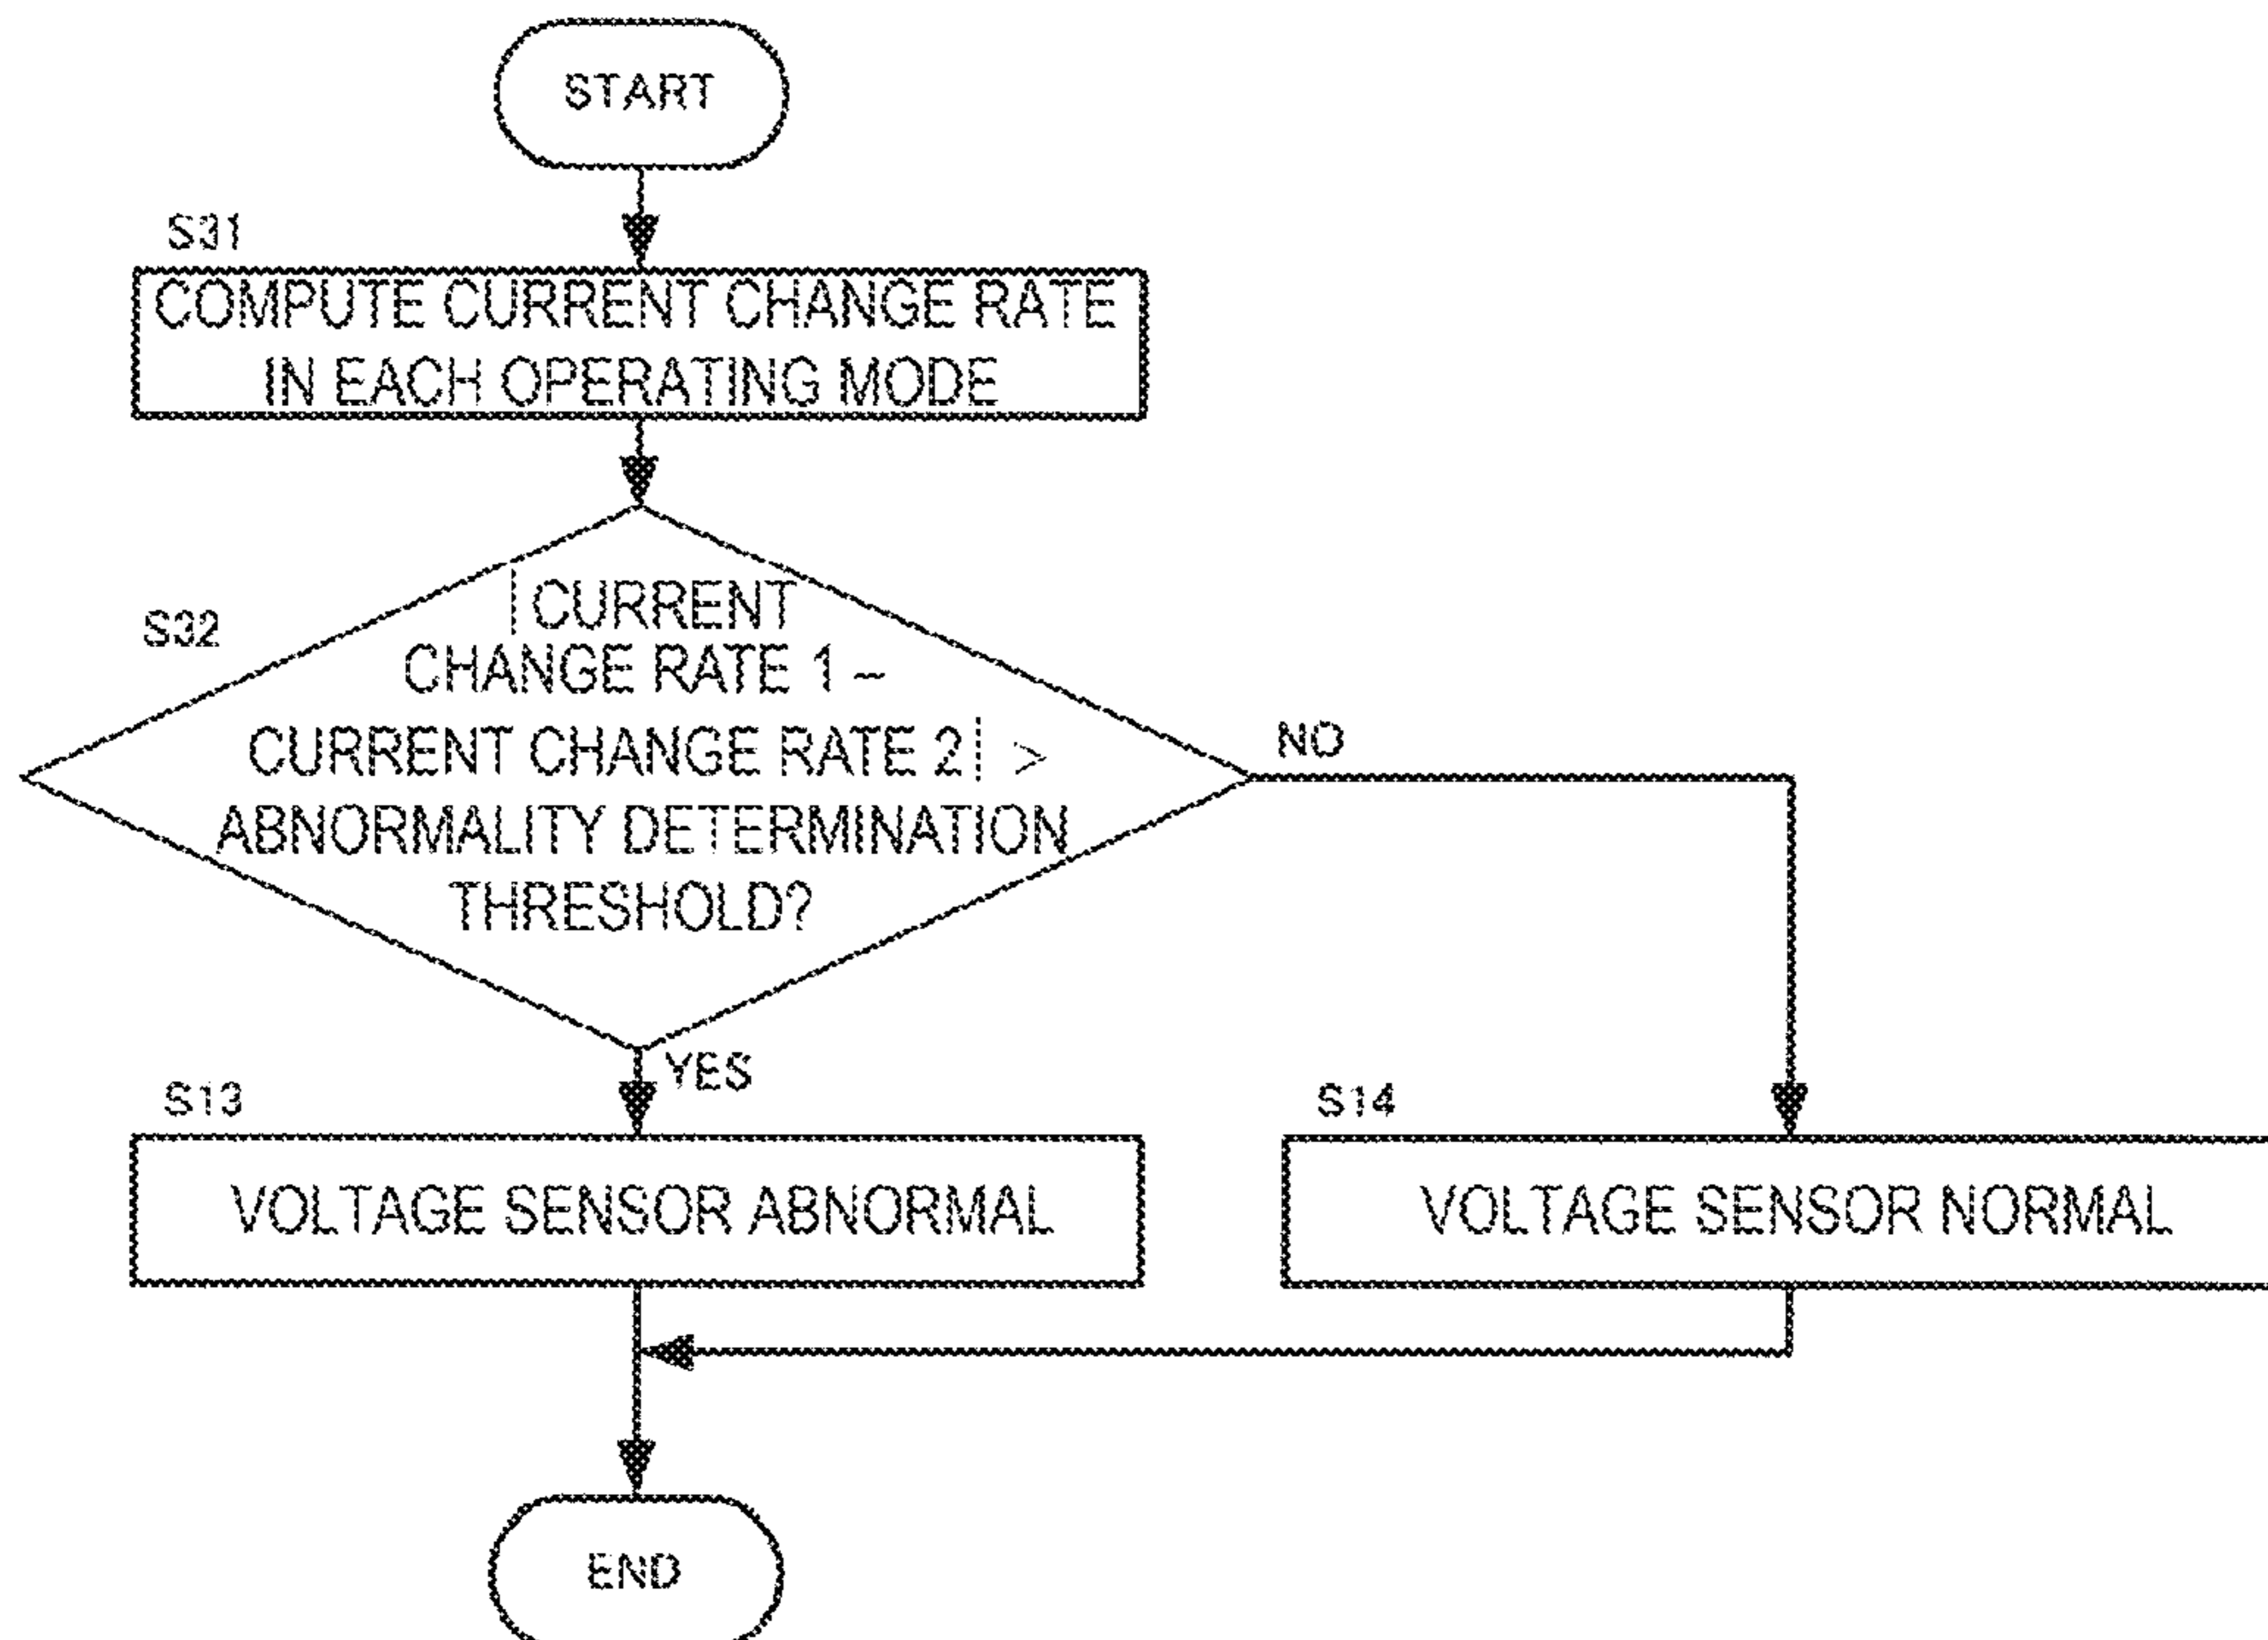 START
S31
COMPUTE CURRENT CHANGE RATE
IN EACH OPERATING MODE
S32
| CURRENT
CHANGE RATE 1 –
CURRENT CHANGE RATE 2| >
ABNORMALITY DETERMINATION
THRESHOLD?
NO
YES
S13
VOLTAGE SENSOR ABNORMAL
S14
VOLTAGE SENSOR NORMAL
END